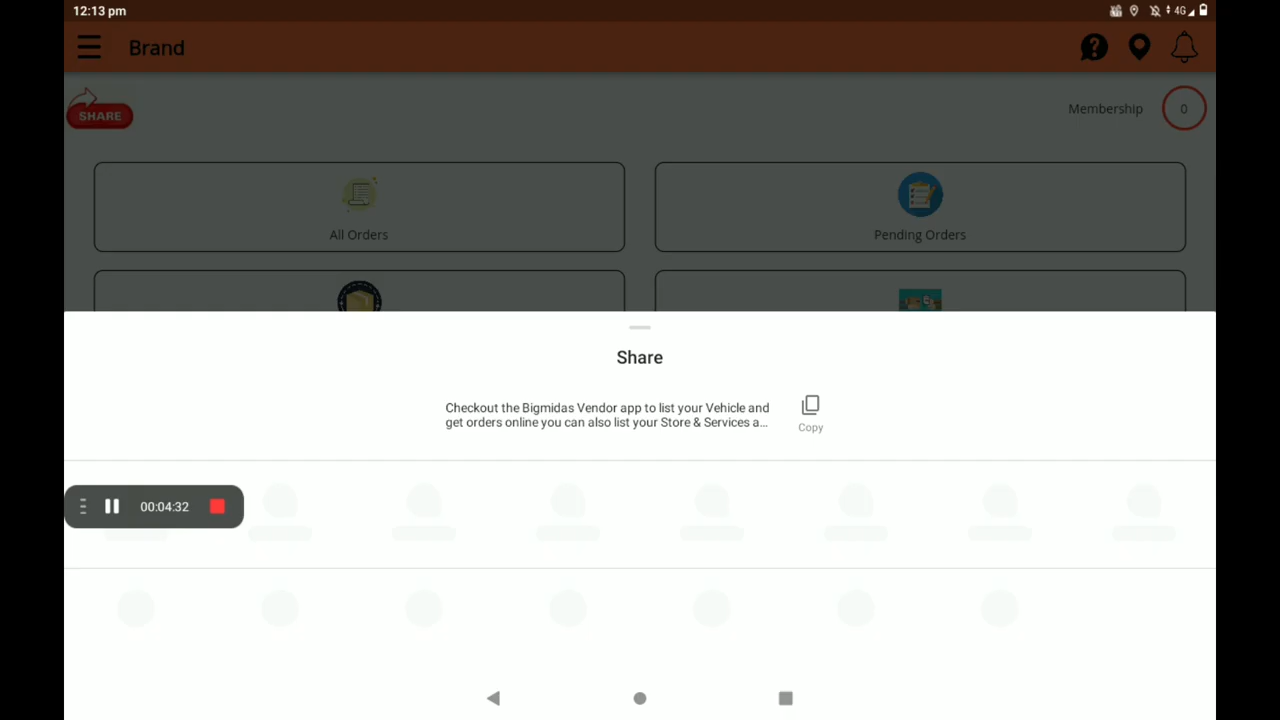 12:13 pm
4G
Brand
SHARE
Membership
0
All Orders
Pending Orders
Share
Checkout the Bigmidas Vendor app to list your Vehicle and
get orders online you can also list your Store & Services a...
Copy
00:04:32